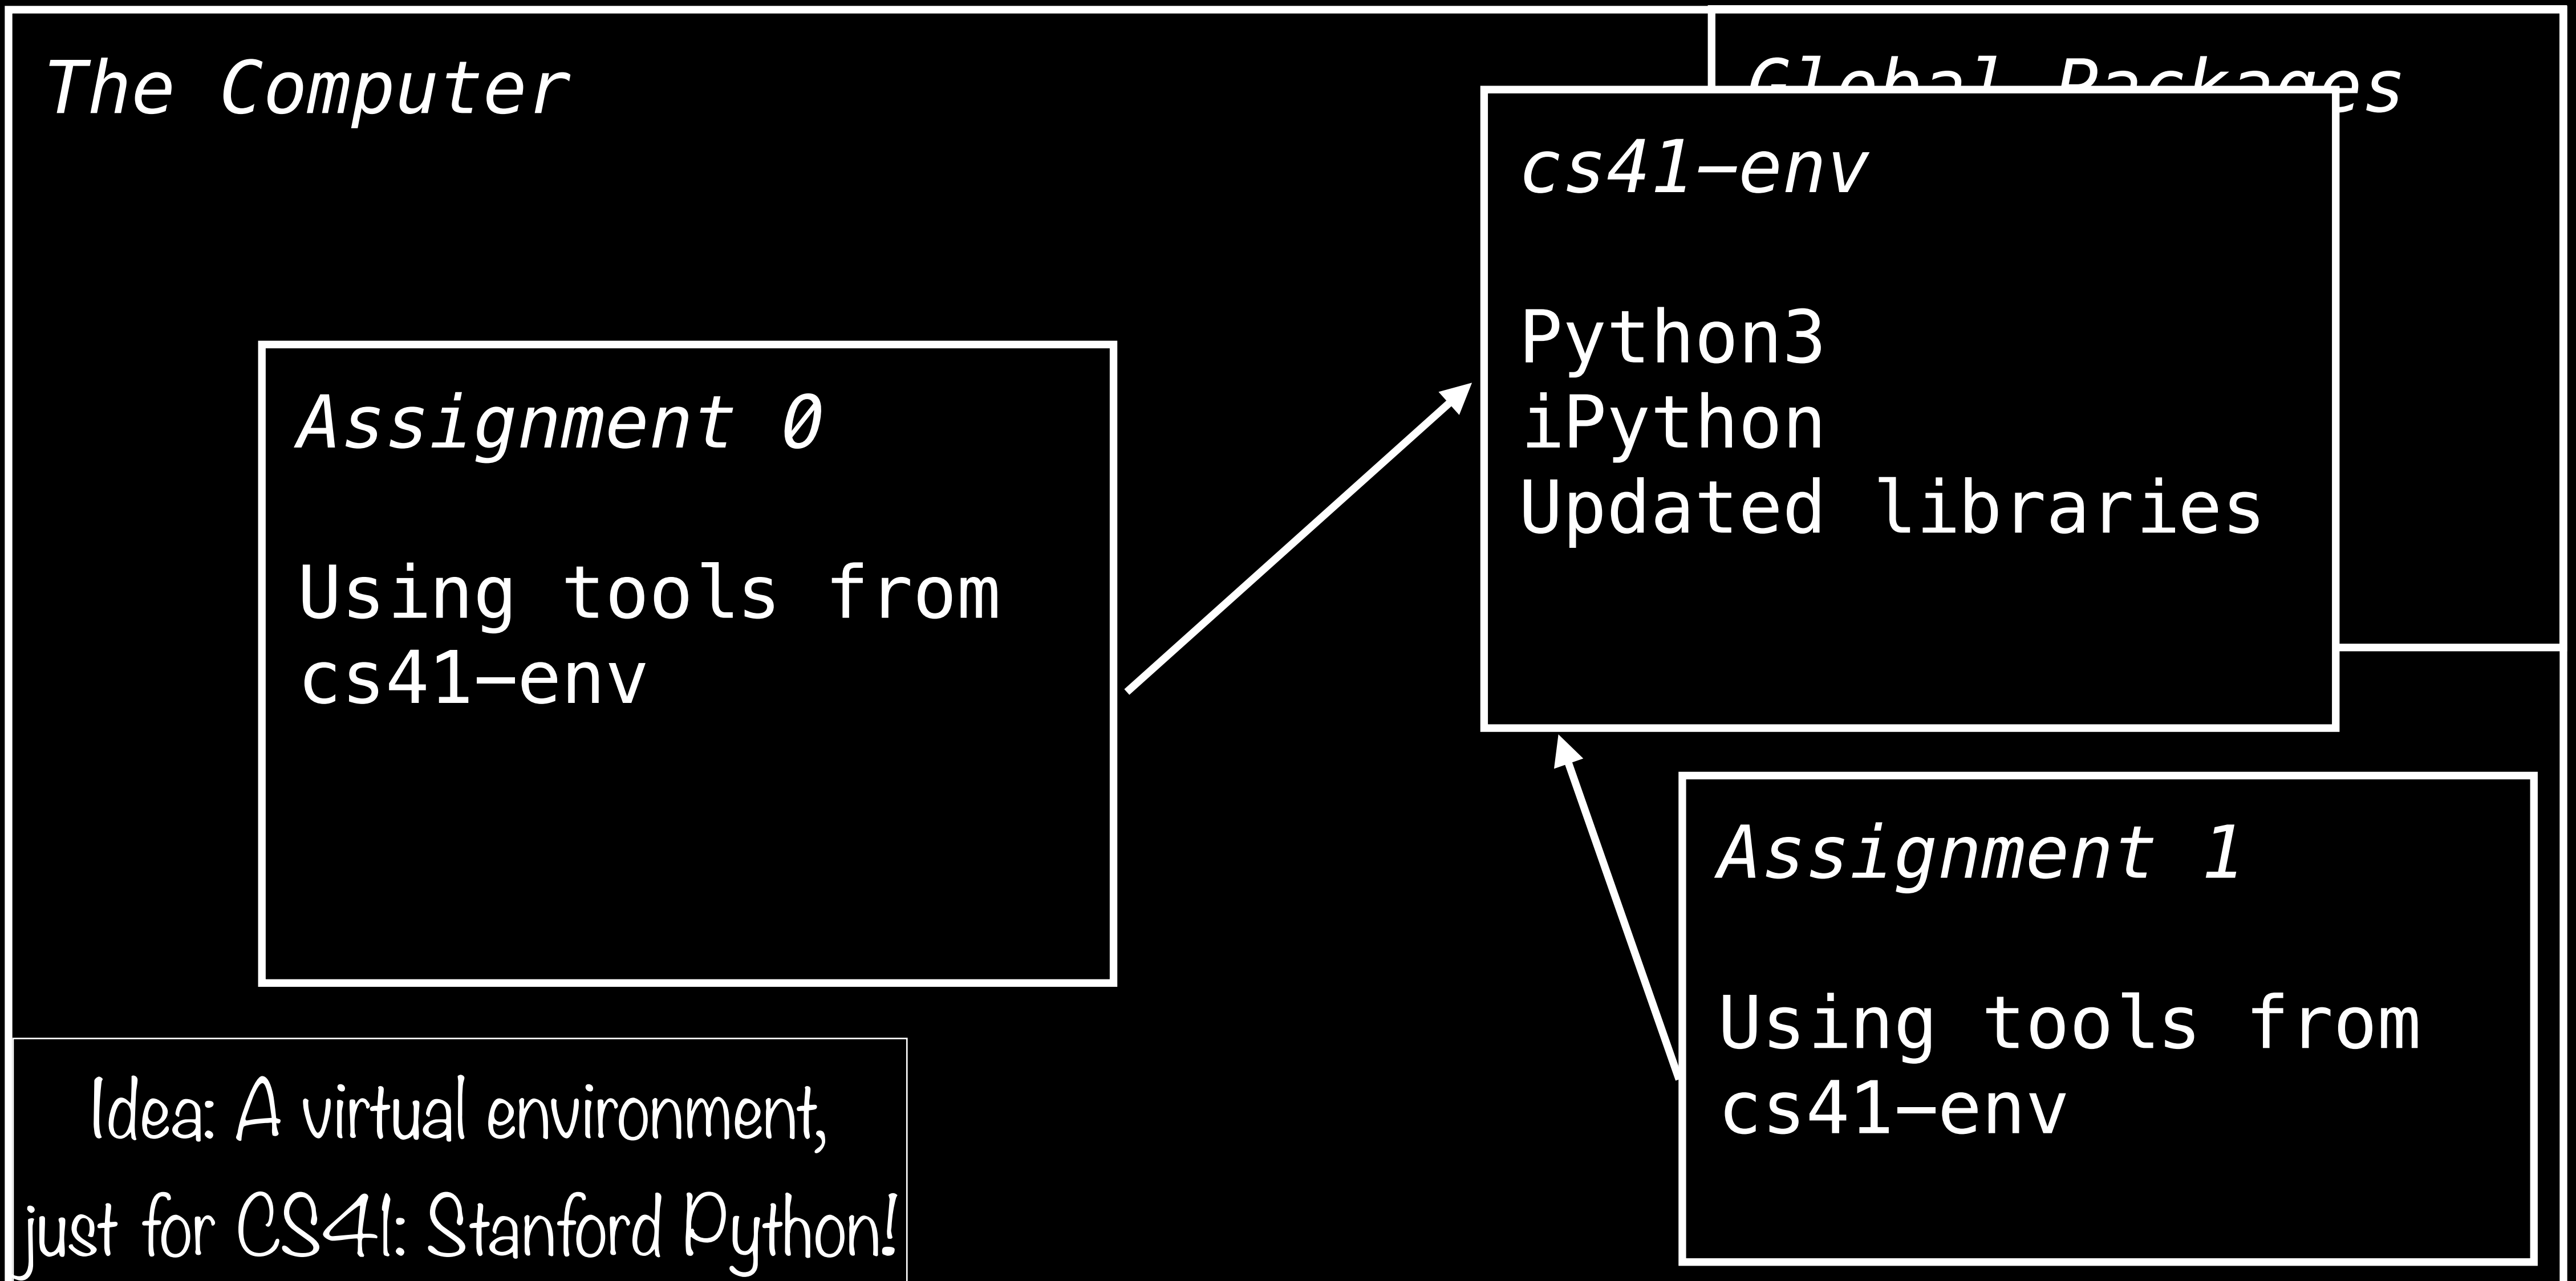 The Computer
Global Packages
cs41-env
Python3
iPython
Updated libraries
Assignment 0
Using tools from
cs41-env
Assignment 1
Using tools from
cs41-env
Idea: A virtual environment,
just for CS41: Stanford Python!